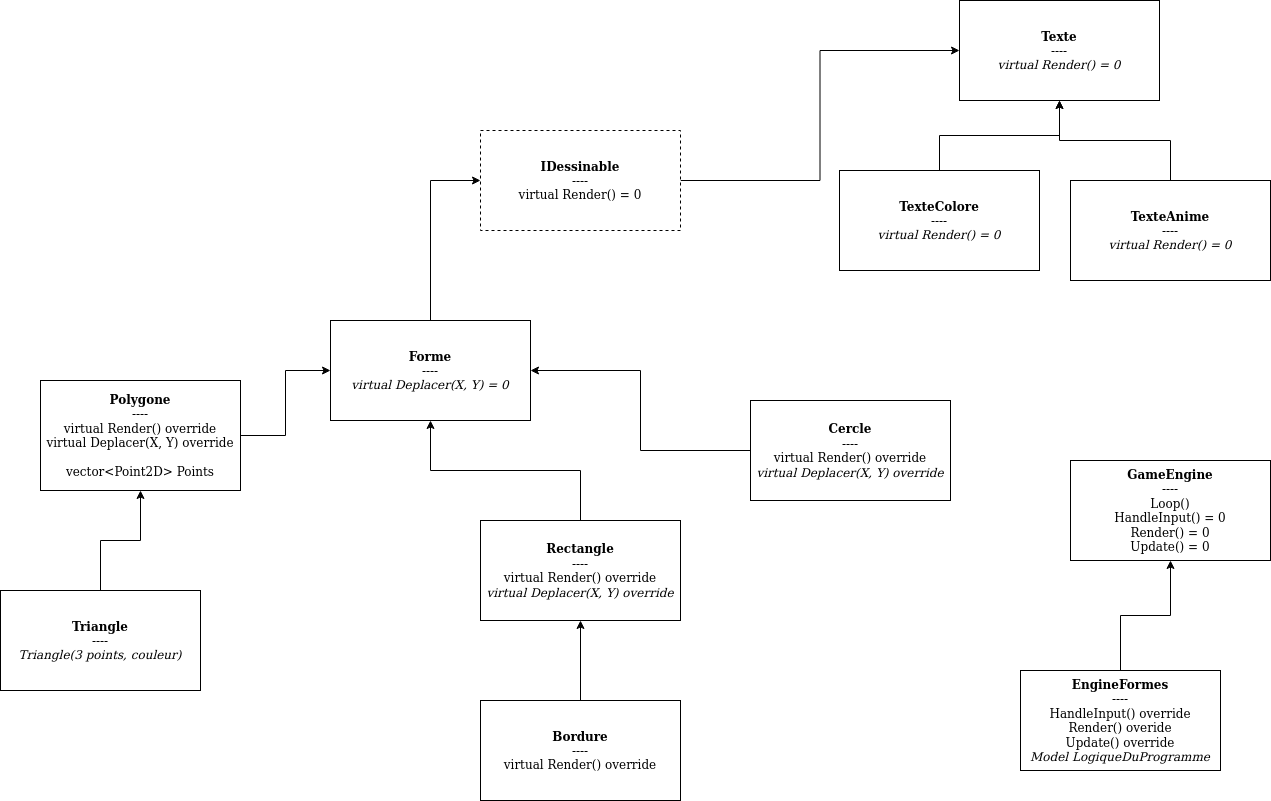 Texte
----
virtual Render() = 0
IDessinable
----
virtual Render() = 0
TexteColore
----
virtual Render() = 0
TexteAnime
----
virtual Render() = 0
Forme
----
virtual Deplacer(X, Y) = 0
Polygone
----
virtual Render() override
virtual Deplacer(X, Y) override
vector<Point2D> Points
Cercle
----
virtual Render() override
virtual Deplacer(X, Y) override
GameEngine
----
Loop()
HandleInput() = 0
Render() = 0
Update() = 0
Rectangle
----
virtual Render() override
virtual Deplacer(X, Y) override
Triangle
----
Triangle(3 points, couleur)
Bordure
----
virtual Render() override
EngineFormes
----
HandleInput() override
Render() overide
Update() override
Model LogiqueDuProgramme